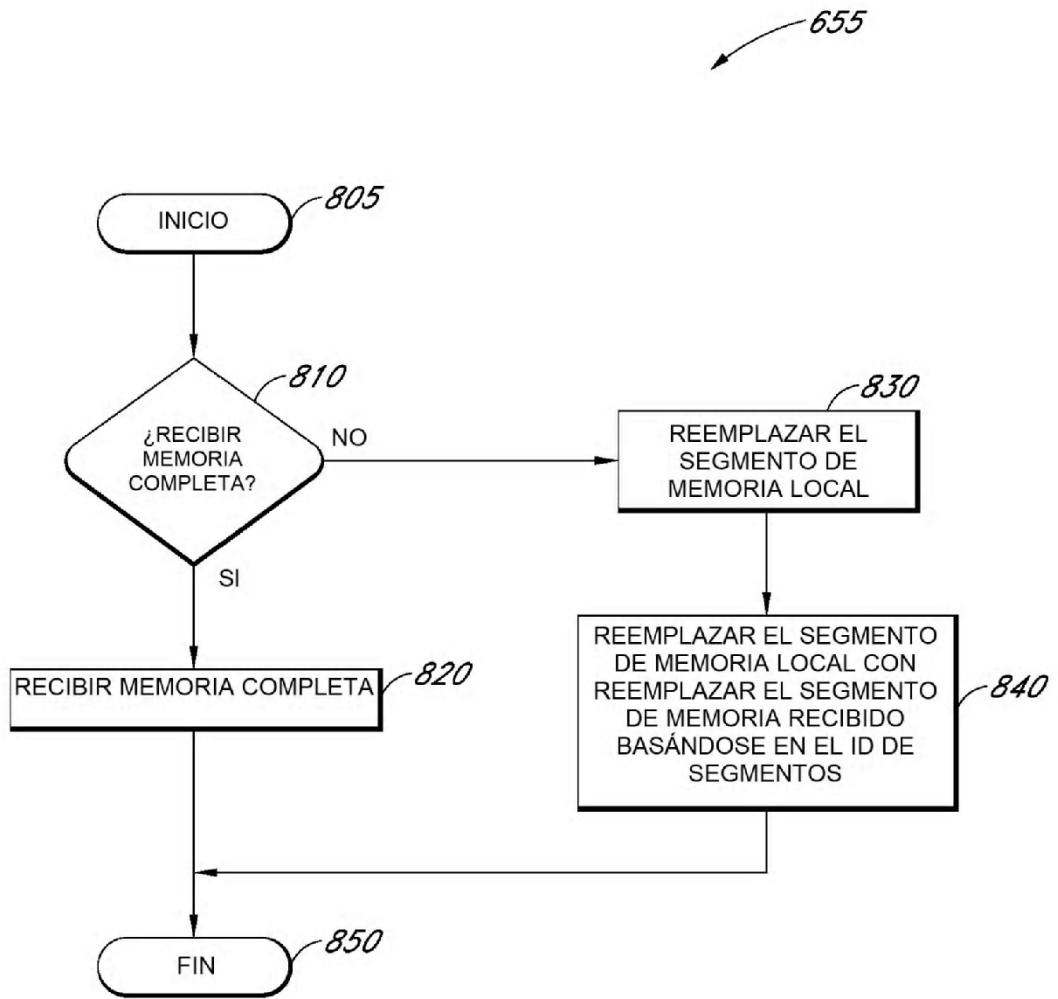 655
INICIO
805
¿RECIBIR
MEMORIA
COMPLETA?
810
NO
SI
REEMPLAZAR EL
SEGMENTO DE
MEMORIA LOCAL
830
RECIBIR MEMORIA COMPLETA
820
REEMPLAZAR EL SEGMENTO
DE MEMORIA LOCAL CON
REEMPLAZAR EL SEGMENTO
DE MEMORIA RECIBIDO
BASÁNDOSE EN EL ID DE
SEGMENTOS
840
FIN
850